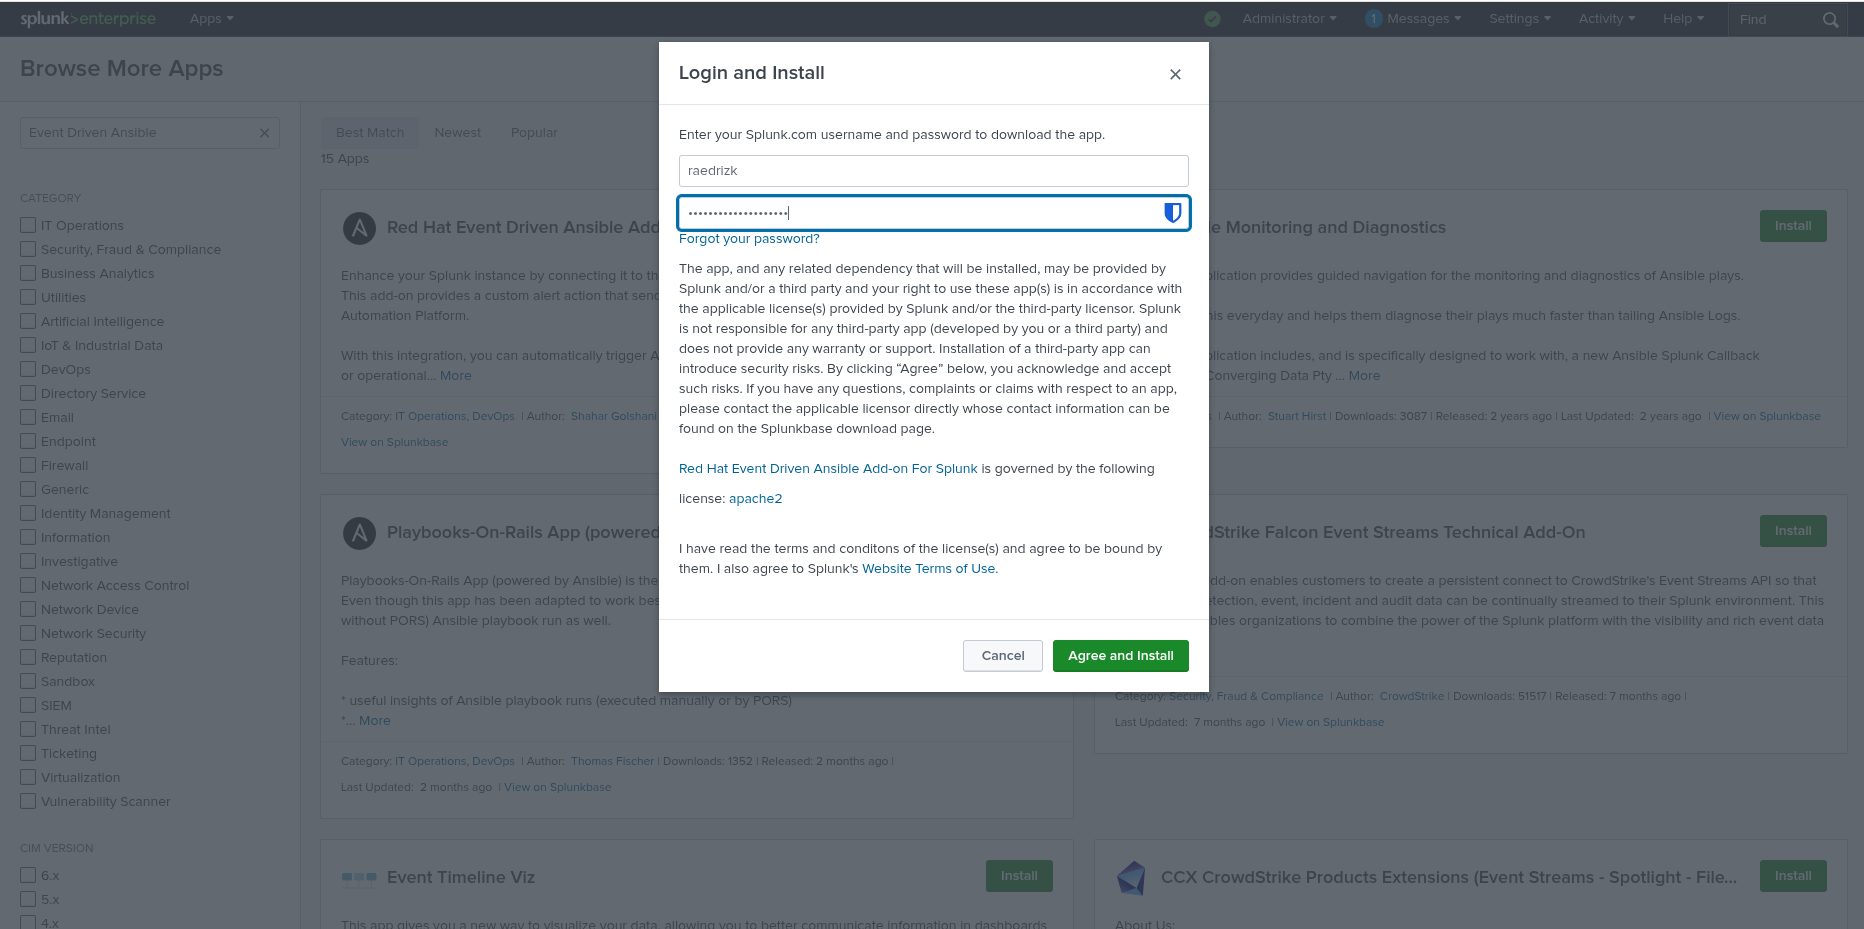 splunk>enterprise Apps Administrator 1 Messages Settings Activity Help Find
Browse More Apps
Event Driven Ansible
Best Match Newest Popular
15 Apps
CATEGORY
IT Operations
Security, Fraud & Compliance
Business Analytics
Utilities
Artificial Intelligence
IoT & Industrial Data
DevOps
Directory Service
Email
Endpoint
Firewall
Generic
Identity Management
Information
Investigative
Network Access Control
Network Device
Network Security
Reputation
Sandbox
SIEM
Threat Intel
Ticketing
Virtualization
Vulnerability Scanner
CIM VERSION
6.x
5.x
4.x
Red Hat Event Driven Ansible Add
Enhance your Splunk instance by connecting it to th
This add-on provides a custom alert action that send
Automation Platform.
With this integration, you can automatically trigger A
or operational... More
Category: IT Operations, DevOps | Author: Shahar Golshani
View on Splunkbase
Playbooks-On-Rails App (powered
Playbooks-On-Rails App (powered by Ansible) is the
Even though this app has been adapted to work bes
without PORS) Ansible playbook run as well.
Features:
* useful insights of Ansible playbook runs (executed manually or by PORS)
*... More
Category: IT Operations, DevOps | Author: Thomas Fischer | Downloads: 1352 | Released: 2 months ago |
Last Updated: 2 months ago | View on Splunkbase
Event Timeline Viz Install
This app gives you a new way to visualize your data, allowing you to better communicate information in dashboards
Login and Install
Enter your Splunk.com username and password to download the app.
raedrizk
••••••••••••••••••••
Forgot your password?
The app, and any related dependency that will be installed, may be provided by
Splunk and/or a third party and your right to use these app(s) is in accordance with
the applicable license(s) provided by Splunk and/or the third-party licensor. Splunk
is not responsible for any third-party app (developed by you or a third party) and
does not provide any warranty or support. Installation of a third-party app can
introduce security risks. By clicking “Agree” below, you acknowledge and accept
such risks. If you have any questions, complaints or claims with respect to an app,
please contact the applicable licensor directly whose contact information can be
found on the Splunkbase download page.
Red Hat Event Driven Ansible Add-on For Splunk is governed by the following
license: apache2
I have read the terms and conditons of the license(s) and agree to be bound by
them. I also agree to Splunk's Website Terms of Use.
Cancel Agree and Install
e Monitoring and Diagnostics Install
lication provides guided navigation for the monitoring and diagnostics of Ansible plays.
his everyday and helps them diagnose their plays much faster than tailing Ansible Logs.
lication includes, and is specifically designed to work with, a new Ansible Splunk Callback
Converging Data Pty ... More
| Author: Stuart Hirst | Downloads: 3087 | Released: 2 years ago | Last Updated: 2 years ago | View on Splunkbase
dStrike Falcon Event Streams Technical Add-On Install
dd-on enables customers to create a persistent connect to CrowdStrike's Event Streams API so that
etection, event, incident and audit data can be continually streamed to their Splunk environment. This
bles organizations to combine the power of the Splunk platform with the visibility and rich event data
Category: Security, Fraud & Compliance | Author: CrowdStrike | Downloads: 51517 | Released: 7 months ago |
Last Updated: 7 months ago | View on Splunkbase
CCX CrowdStrike Products Extensions (Event Streams - Spotlight - File... Install
About Us: